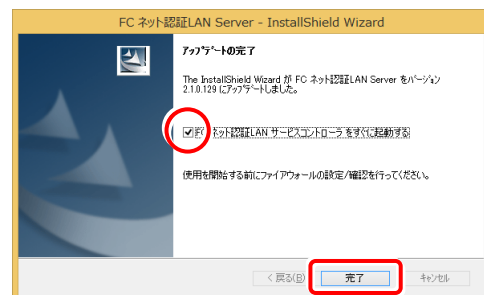 FC ネット認証LAN Server - InstallShield Wizard
アップデートの完了
The InstallShield Wizard が FC ネット認証LAN Server をバージョン
2.1.0.129 にアップデートしました。
FC ネット認証LAN サービスコントローラ をすぐに起動する
使用を開始する前にファイアウォールの設定/確認を行ってください。
< 戻る(B)
完了
キャンセル